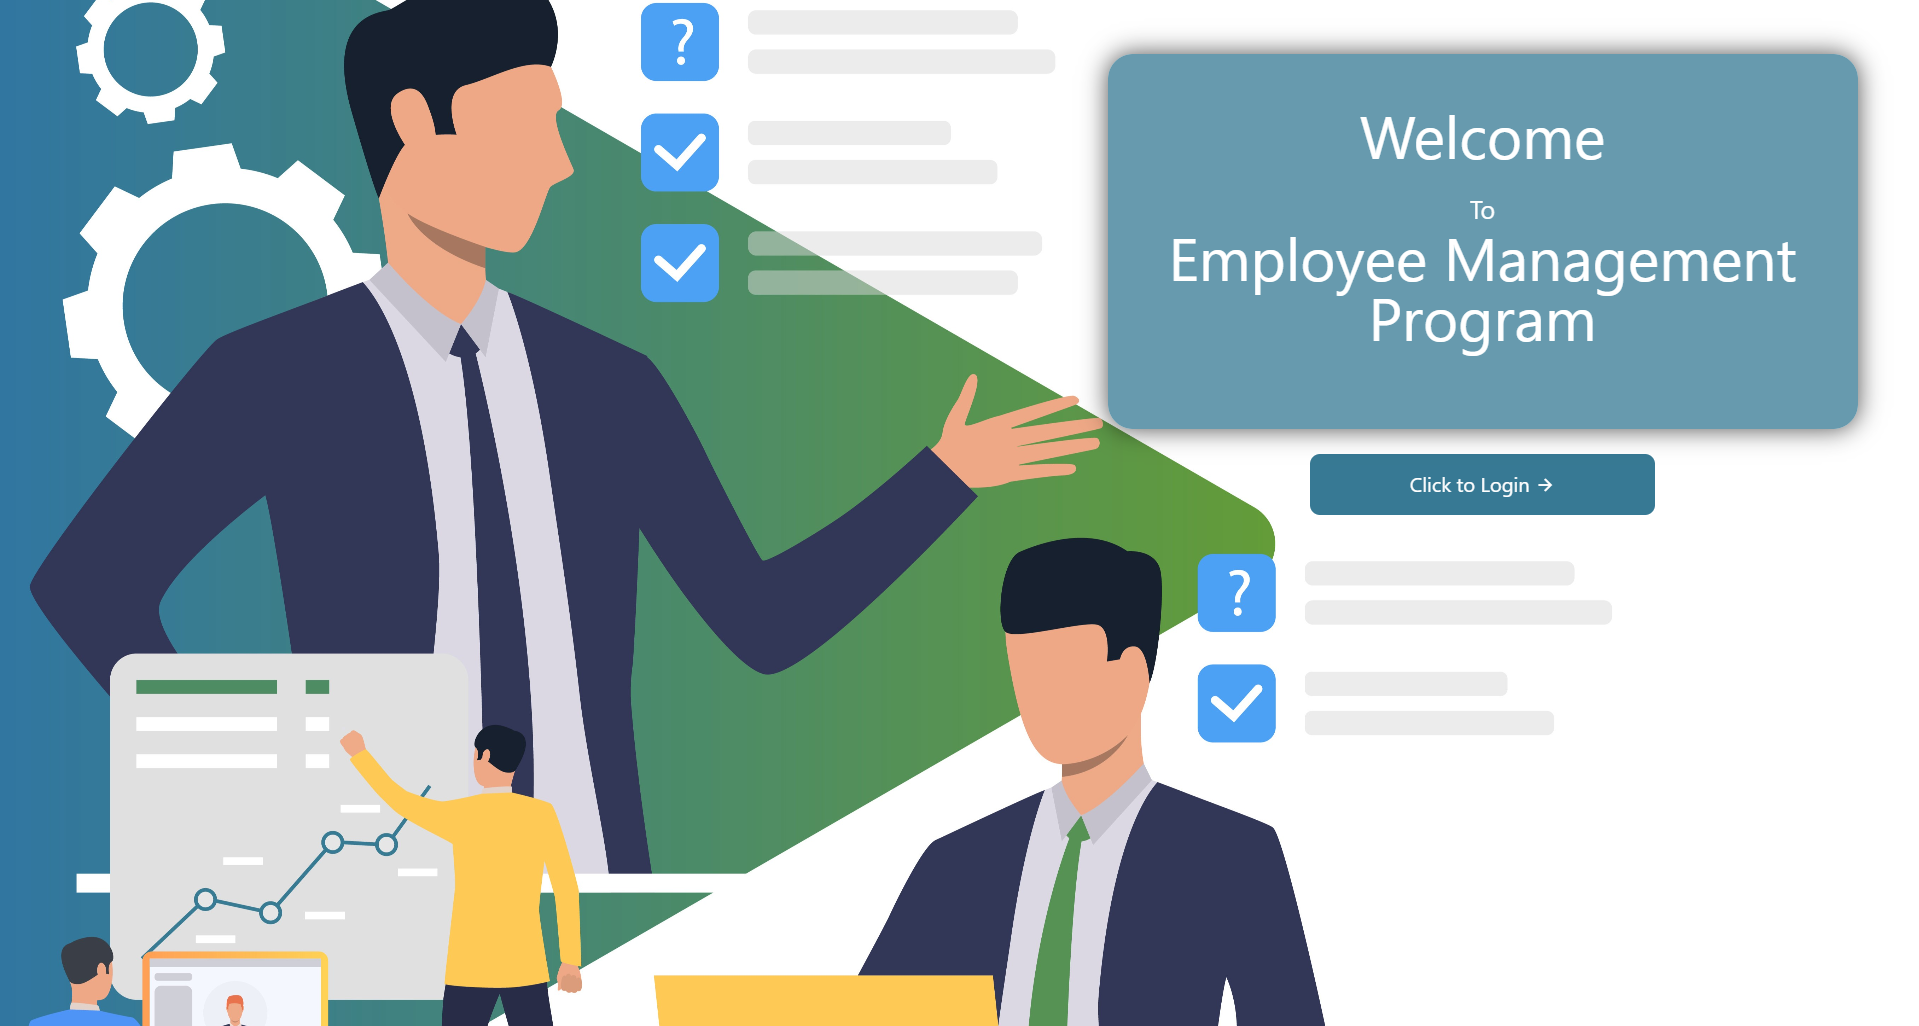 ?
Welcome
To
Employee Management
Program
Click to Login →
?